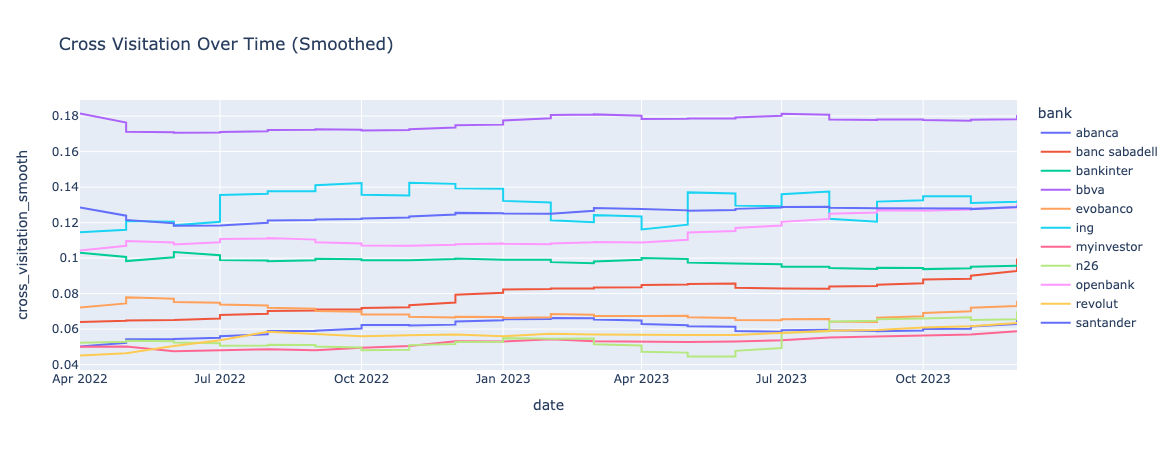 Cross Visitation Over Time (Smoothed)
cross_visitation_smooth
0.18
0.16
0.14
0.12
0.1
0.08
0.06
0.04
Apr 2022
Jul 2022
Oct 2022
Jan 2023
Apr 2023
Jul 2023
Oct 2023
date
bank
abanca
banc sabadell
bankinter
bbva
evobanco
ing
myinvestor
n26
openbank
revolut
santander